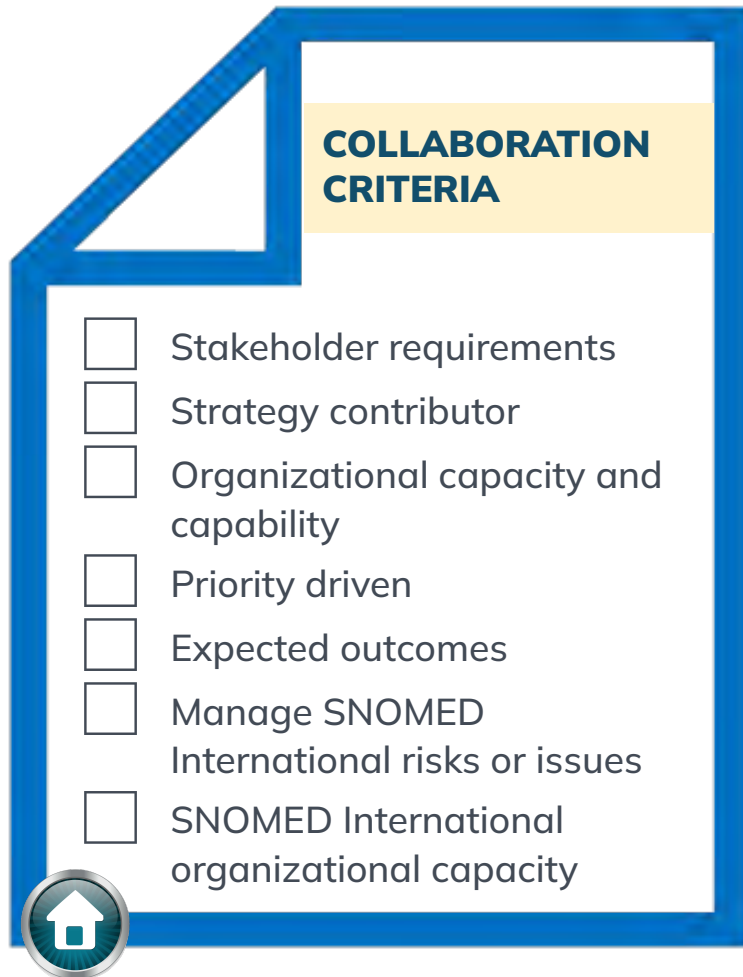 COLLABORATION
CRITERIA
Stakeholder requirements
Strategy contributor
Organizational capacity and
capability
Priority driven
Expected outcomes
Manage SNOMED
International risks or issues
SNOMED International
organizational capacity